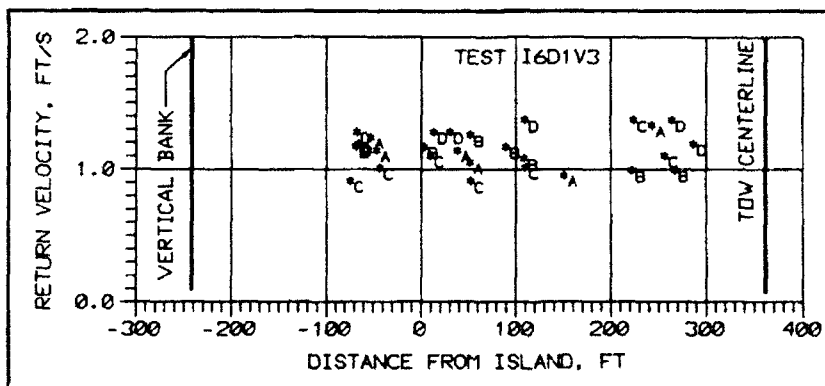 RETURN VELOCITY, FT/S
2.0
1.0
0.0
VERTICAL BANK
TEST I6D1V3
TOW CENTERLINE
*D
*A
*A
*C
*C
*D
*D
*B
*C
*A
*A
*C
*D
*B
*B
*C
*A
*C
*A
*D
*D
*C
*B
*B
-300 -200 -100 0 100 200 300 400
DISTANCE FROM ISLAND, FT